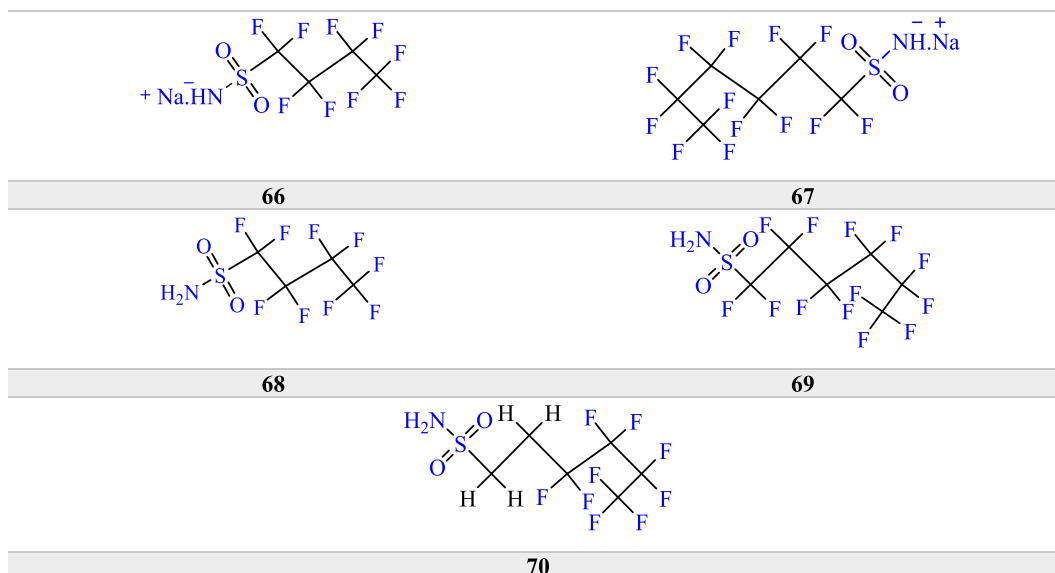 F F F F
O F
S
+ Na.HN −
O F F F F
− +
F F F F O NH.Na
F S
F O
F F F F F
F F
66 67
F F F F
O F
S
H2N O F F F F
H2N O F F F F
S F
O F F
F F F F F
F F
68 69
H2N O H H F F
S F
O F F
H H F F
F F
70